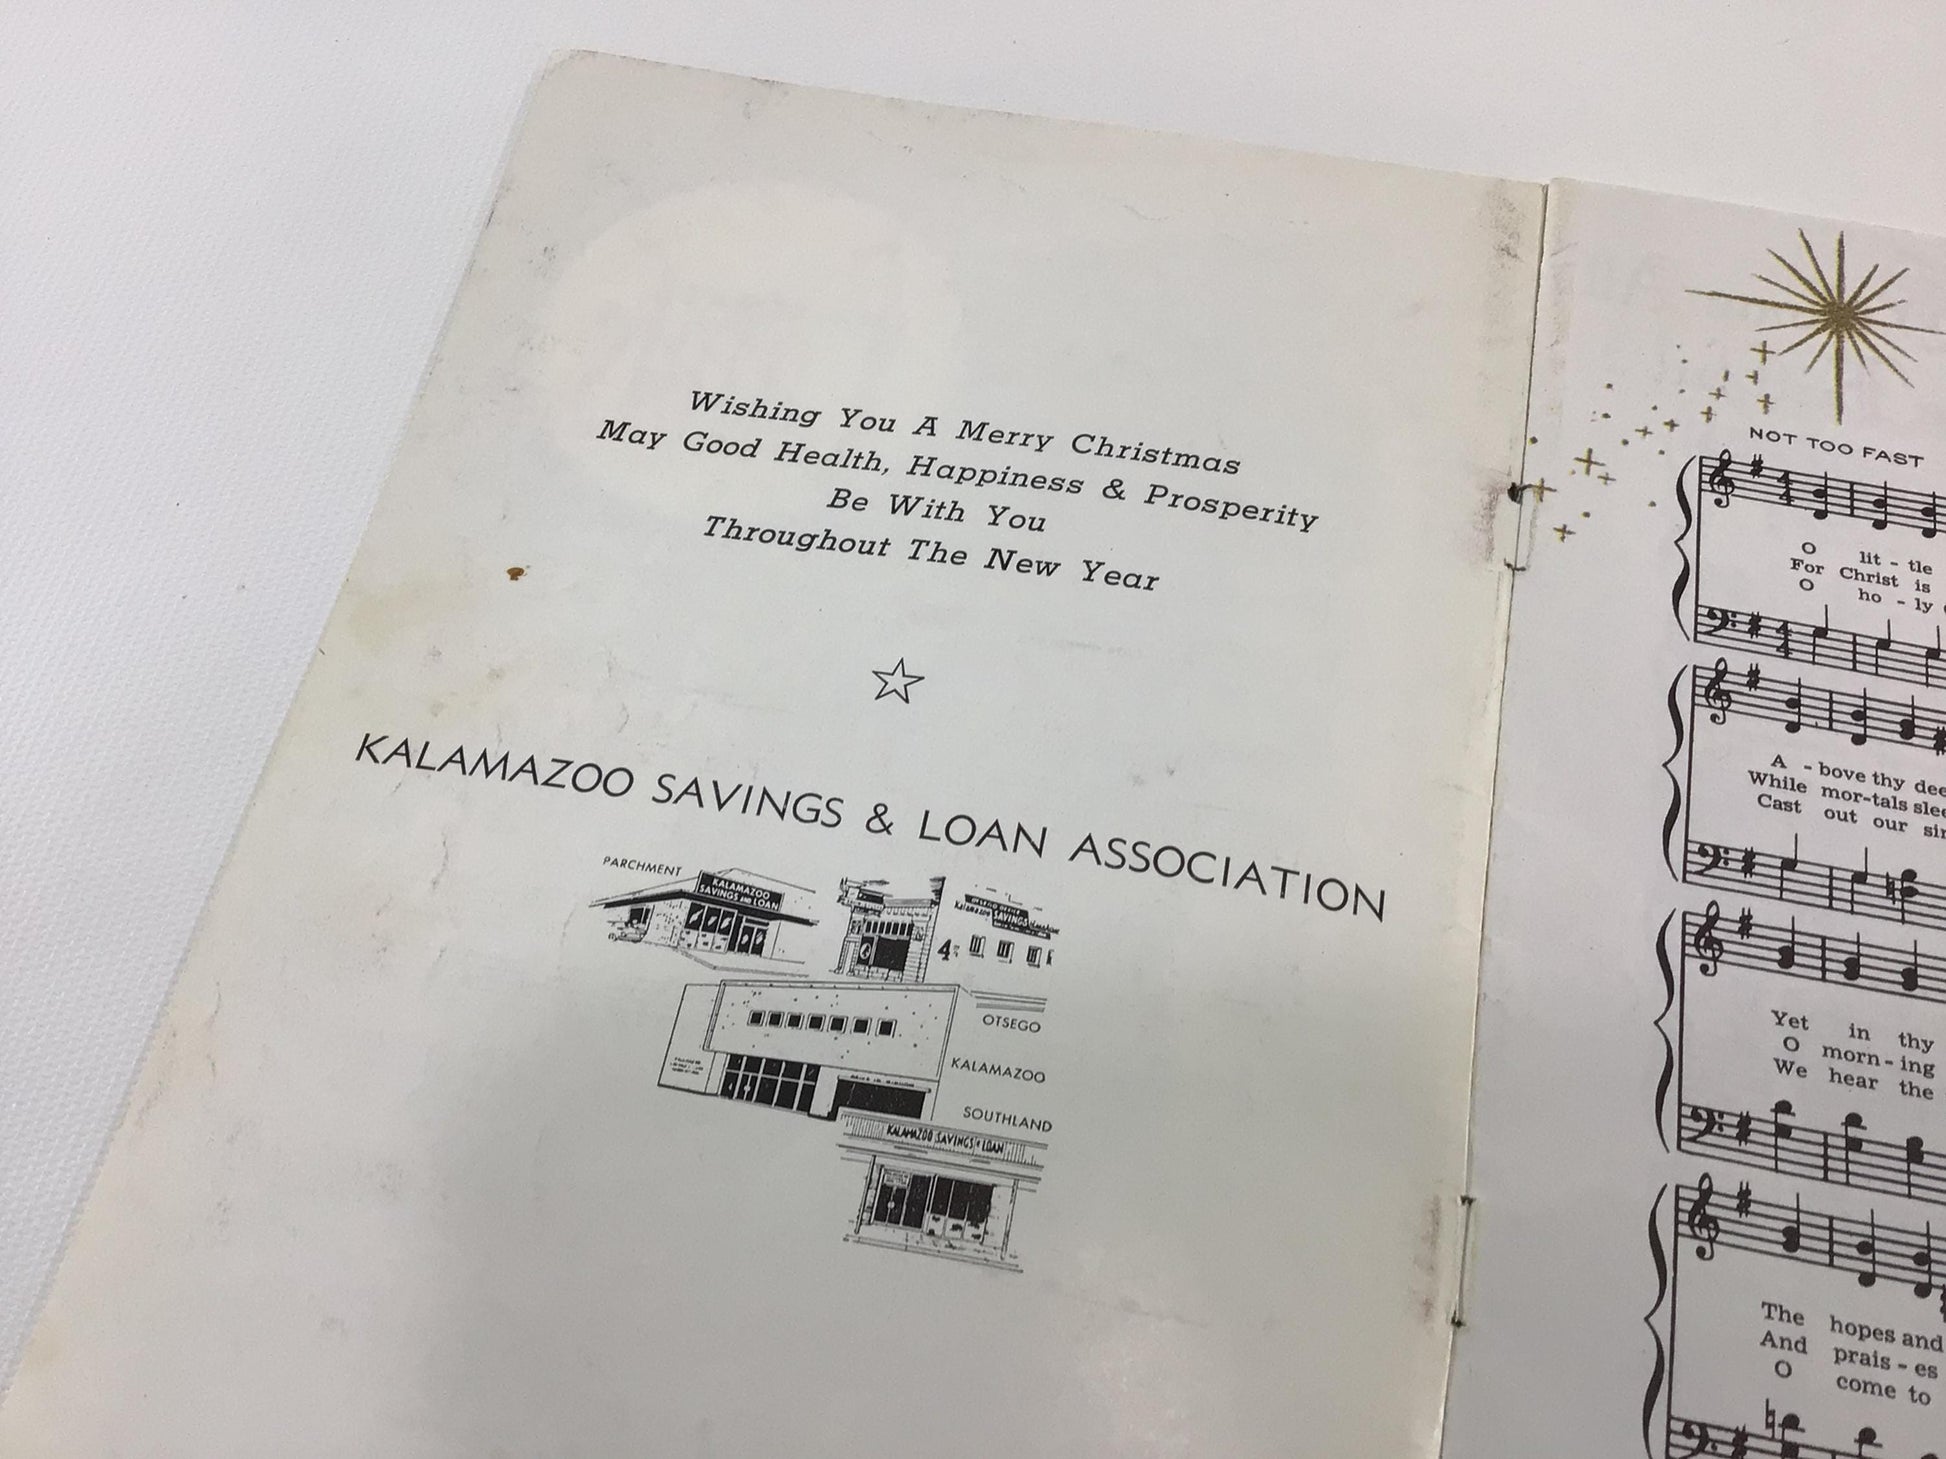 Wishing You A Merry Christmas
May Good Health, Happiness & Prosperity
Be With You
Throughout The New Year
KALAMAZOO SAVINGS & LOAN ASSOCIATION
PARCHMENT
KALAMAZOO
SAVINGS AND LOAN
Kalamazoo SAVINGS
4
OTSEGO
KALAMAZOO
SOUTHLAND
KALAMAZOO SAVINGS & LOAN
NOT TOO FAST
O lit - tle
For Christ is
O ho - ly
A - bove thy
While mor-tals
Cast out our
Yet in thy
O morn - ing
We hear the
The hopes and
And prais - es
O come to